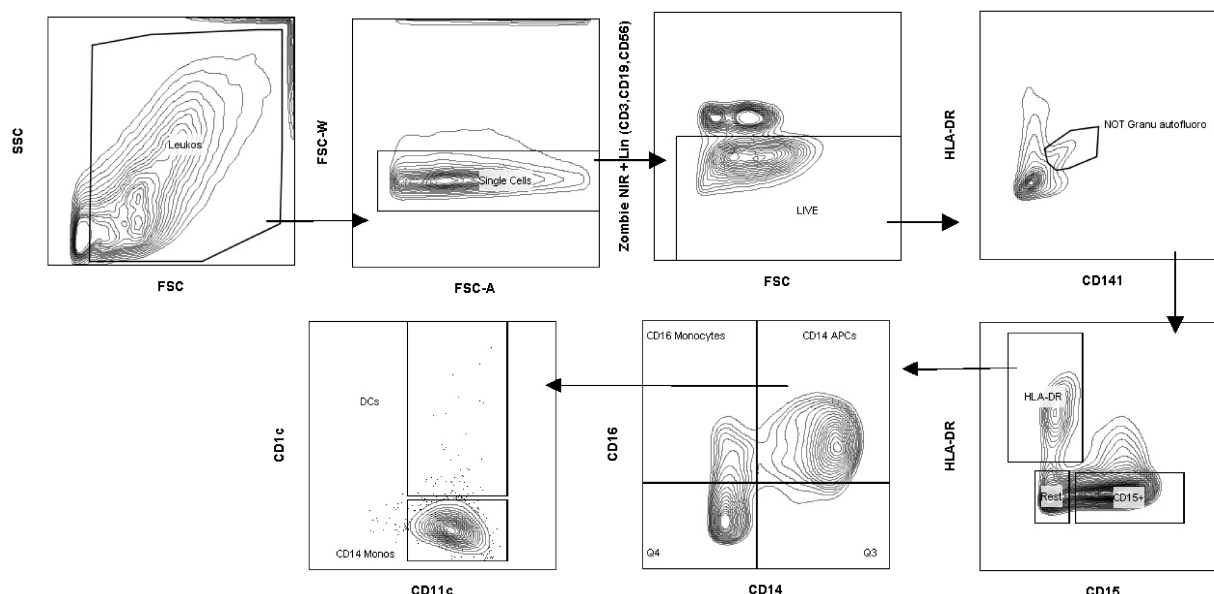 SSC
Leukos
FSC
FSC-W
Single Cells
FSC-A
Zombie NIR + Lin (CD3,CD19,CD56)
LIVE
FSC
HLA-DR
NOT Granu autofluoro
CD141
CD1c
DCs
CD14 Monos
CD11c
CD16
CD16 Monocytes
CD14 APCs
Q4
Q3
CD14
HLA-DR
HLA-DR
Rest
CD15+
CD15